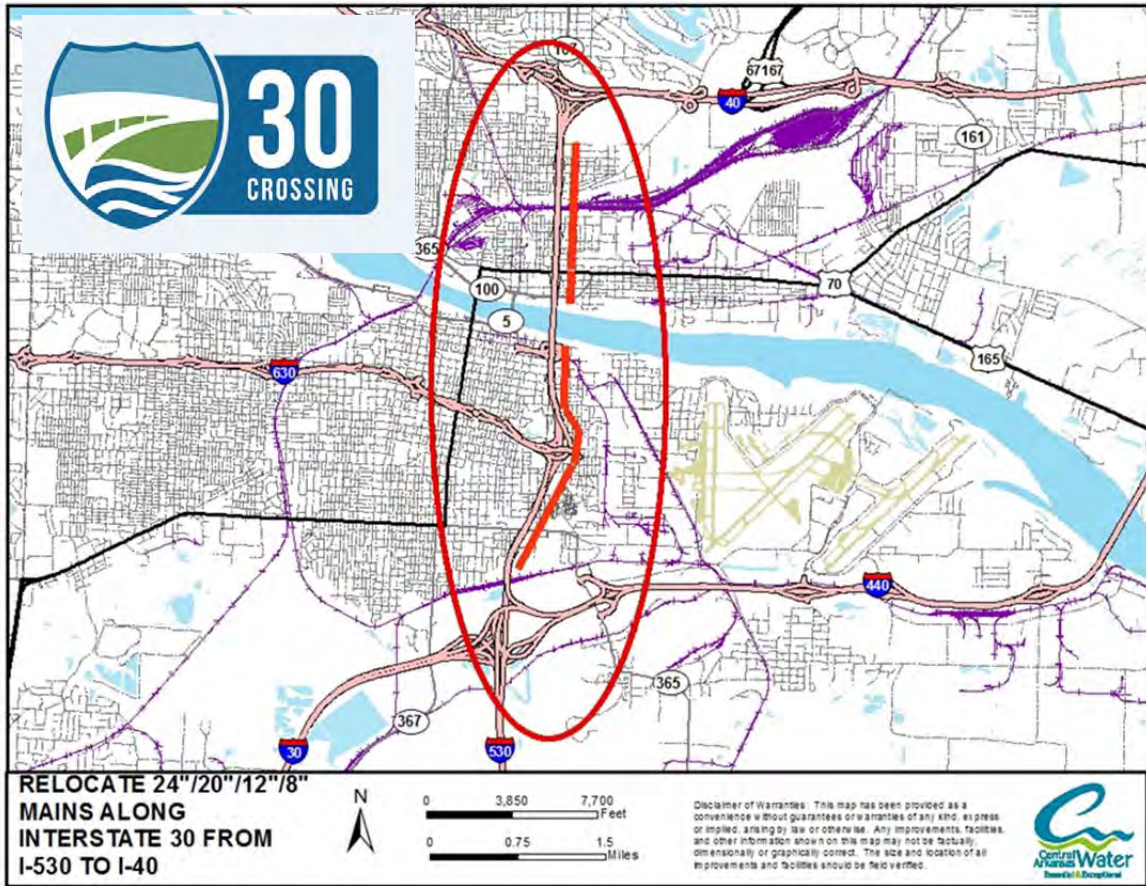 30
CROSSING
167
67 167
40
161
365
100
70
5
165
630
440
365
367
30
530
RELOCATE 24"/20"/12"/8"
MAINS ALONG
INTERSTATE 30 FROM
I-530 TO I-40
N
0 3,850 7,700
Feet
0 0.75 1.5
Miles
Disclaimer of Warranties: This map has been provided as a
convenience without guarantees or warranties of any kind, express
or implied, arising by law or otherwise. Any improvements, facilities,
and other information shown on this map may not be factually,
dimensionally or graphically correct. The size and location of all
improvements and facilities should be field verified.
Central
Arkansas Water
Essential & Exceptional